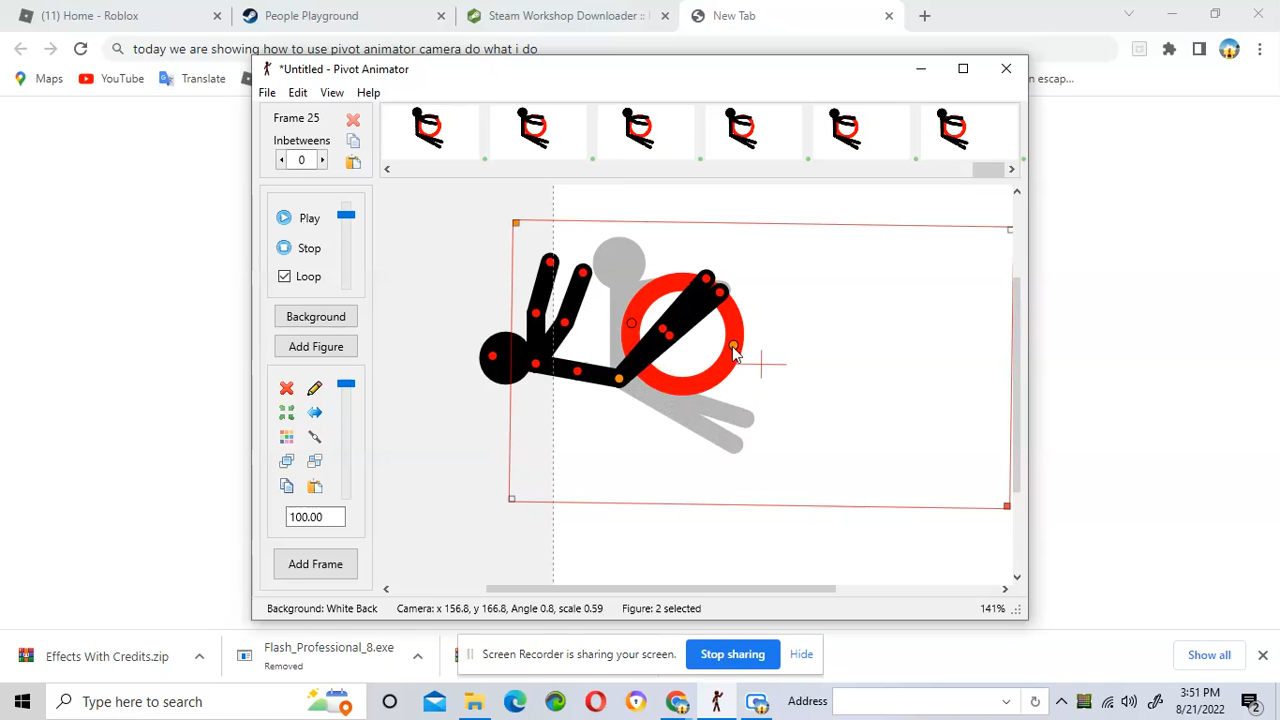 (11) Home - Roblox
People Playground
Steam Workshop Downloader ::
New Tab
today we are showing how to use pivot animator camera do what i do
Maps
YouTube
Translate
en escap...
*Untitled - Pivot Animator
File Edit View Help
Frame 25
Inbetweens
0
Play
Stop
Loop
Background
Add Figure
100.00
Add Frame
Background: White Back
Camera: x 156.8, y 166.8, Angle 0.8, scale 0.59
Figure: 2 selected
141%
Effects With Credits.zip
Flash_Professional_8.exe
Removed
Screen Recorder is sharing your screen.
Stop sharing
Hide
Show all
Type here to search
Address
3:51 PM
8/21/2022
2